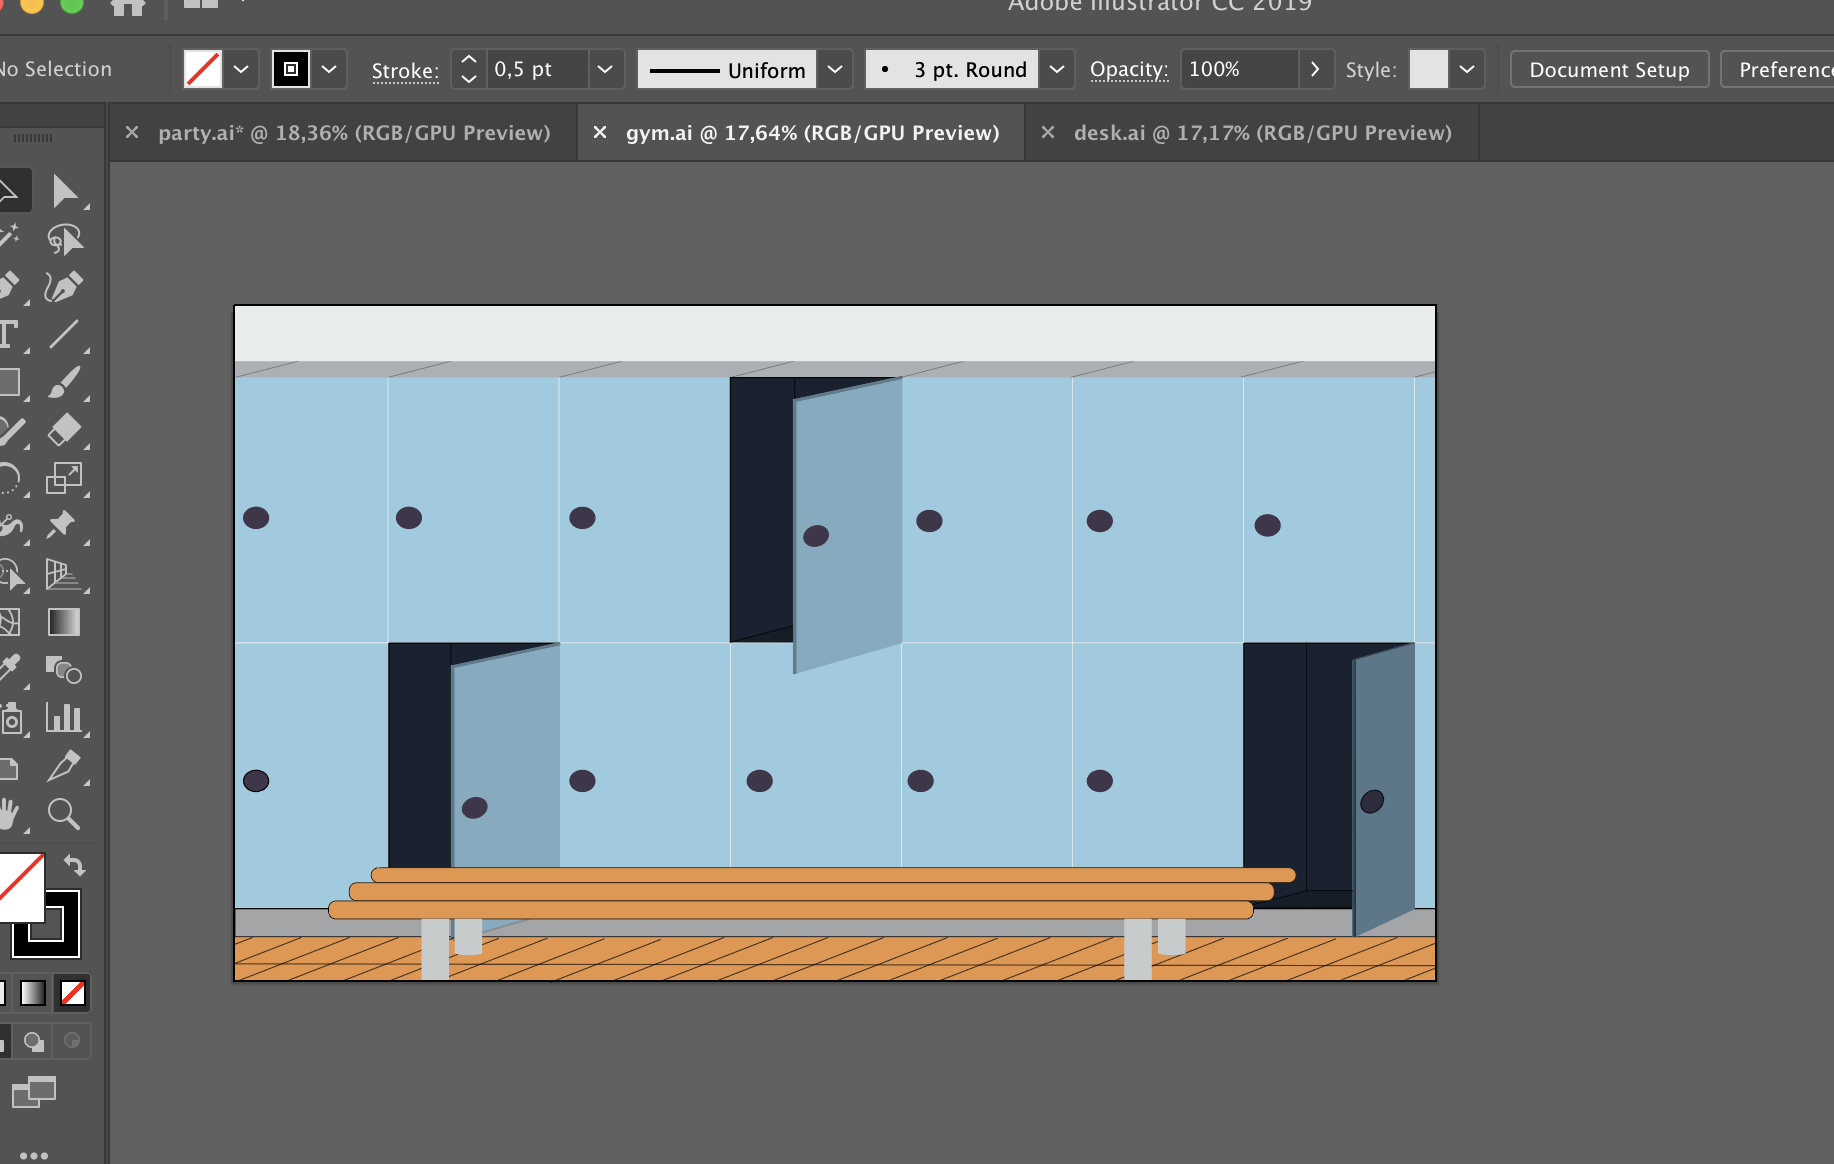 Adobe Illustrator CC 2019
No Selection
Stroke:
0,5 pt
Uniform
3 pt. Round
Opacity:
100%
Style:
Document Setup
party.ai* @ 18,36% (RGB/GPU Preview)
gym.ai @ 17,64% (RGB/GPU Preview)
desk.ai @ 17,17% (RGB/GPU Preview)